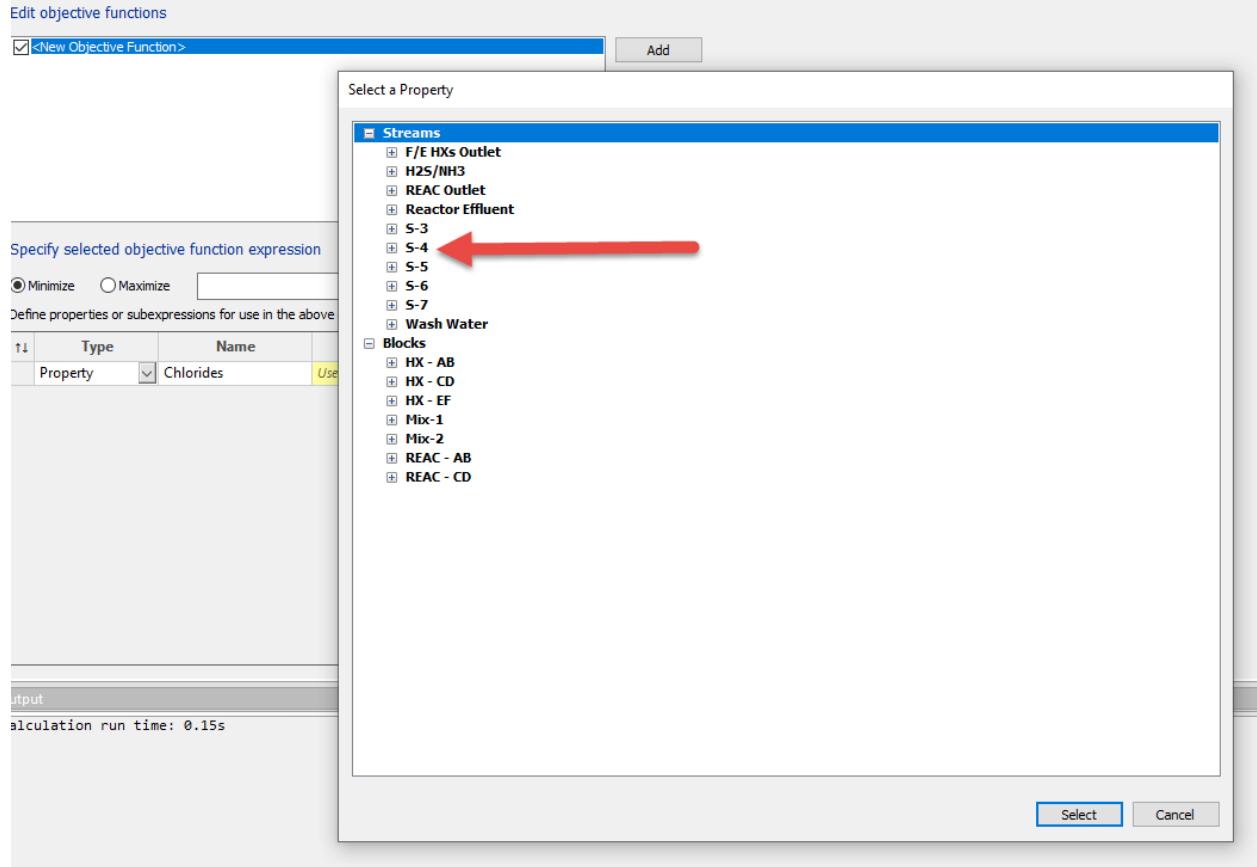 Edit objective functions
<New Objective Function>
Add
Select a Property
Streams
F/E HXs Outlet
H2S/NH3
REAC Outlet
Reactor Effluent
S-3
S-4
S-5
S-6
S-7
Wash Water
Blocks
HX - AB
HX - CD
HX - EF
Mix-1
Mix-2
REAC - AB
REAC - CD
Select Cancel
Specify selected objective function expression
Minimize Maximize
Define properties or subexpressions for use in the above
↑↓ Type Name
Property Chlorides Use
utput
alculation run time: 0.15s